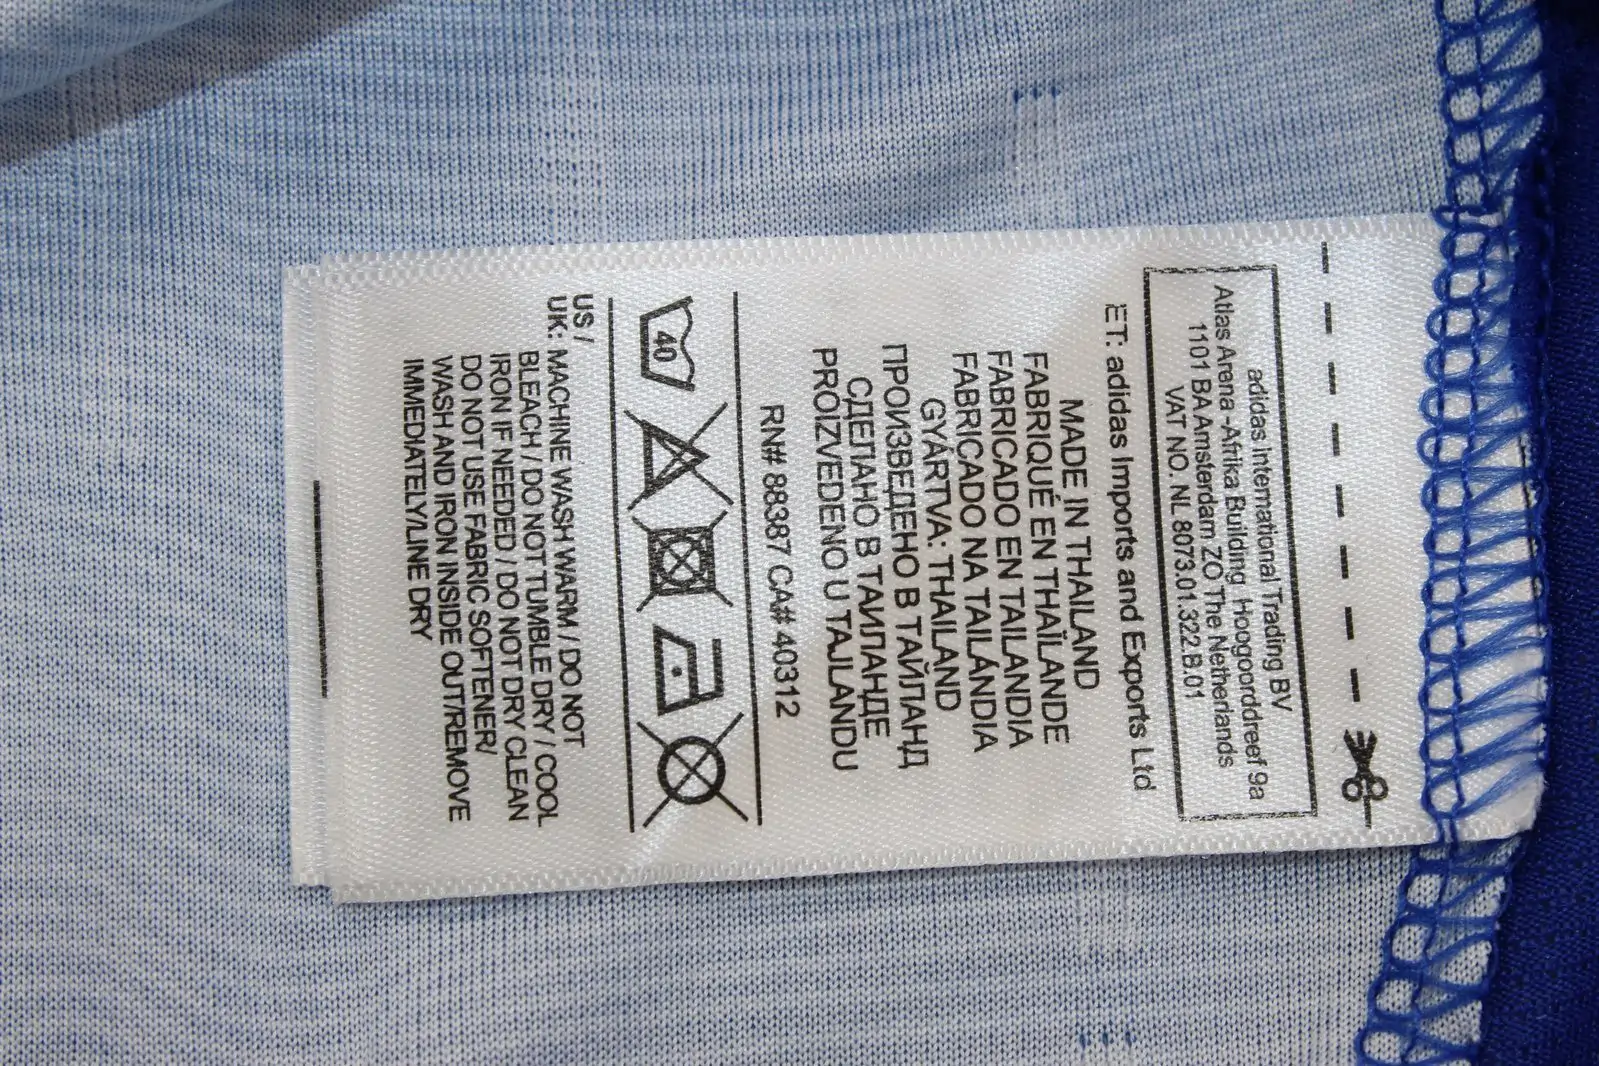 adidas International Trading BV
Atlas Arena -Afrika Building, Hoogoorddreef 9a
1101 BA Amsterdam ZO The Netherlands
VAT NO. NL 8073.01.322.B.01
ET: adidas Imports and Exports Ltd
MADE IN THAILAND
FABRIQUÉ EN THAÏLANDE
FABRICADO EN TAILANDIA
FABRICADO NA TAILÁNDIA
GYÁRTVA: THAILAND
ПРОИЗВЕДЕНО В ТАЙЛАНД
СДЕЛАНО В ТАИЛАНДЕ
PROIZVEDENO U TAJLANDU
RN# 88387 CA# 40312
40
US /
UK: MACHINE WASH WARM / DO NOT
BLEACH / DO NOT TUMBLE DRY / COOL
IRON IF NEEDED / DO NOT DRY CLEAN
DO NOT USE FABRIC SOFTENER/
WASH AND IRON INSIDE OUT/REMOVE
IMMEDIATELY/LINE DRY